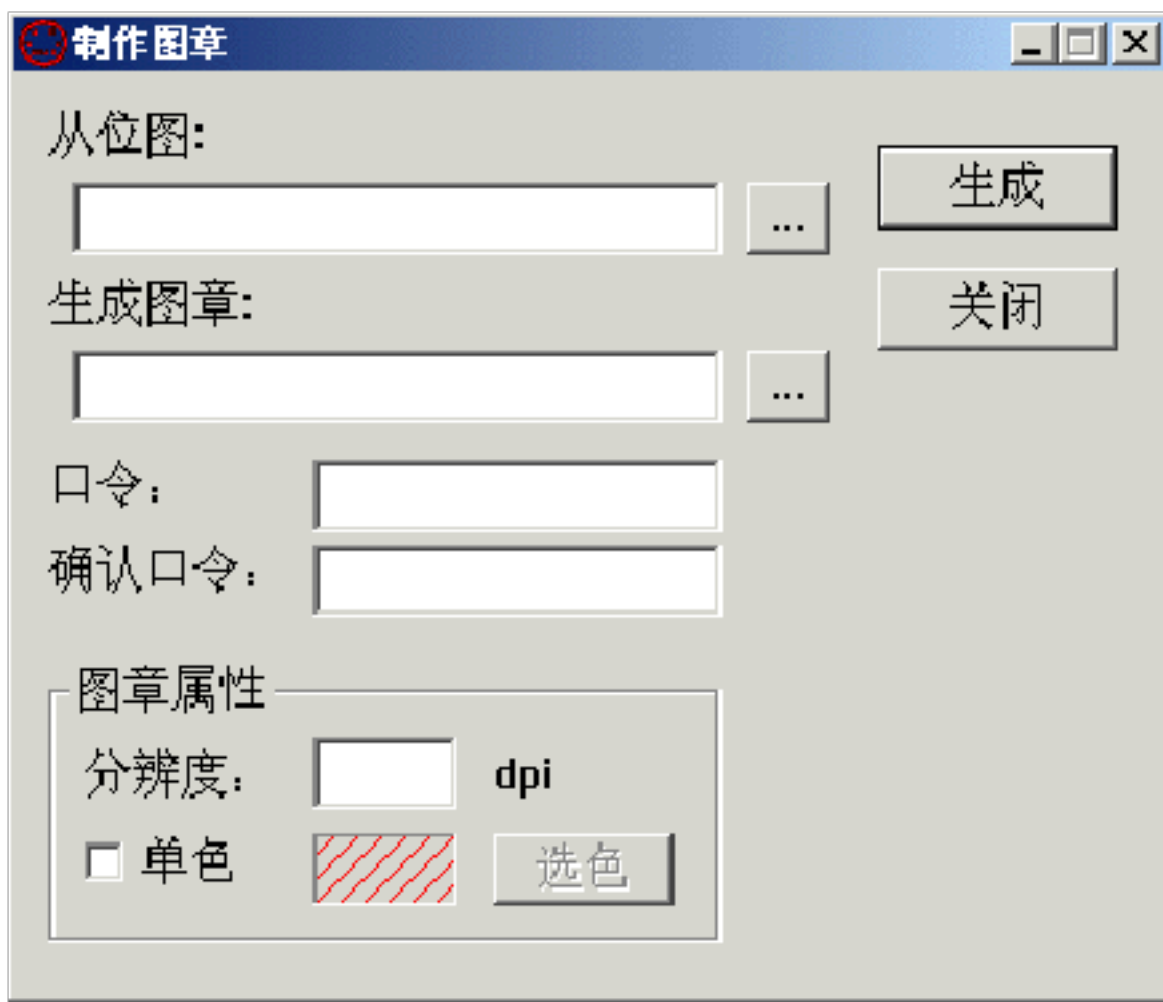 制作图章
从位图:
...
生成
生成图章:
...
关闭
口令：
确认口令：
图章属性
分辨度： dpi
单色 选色